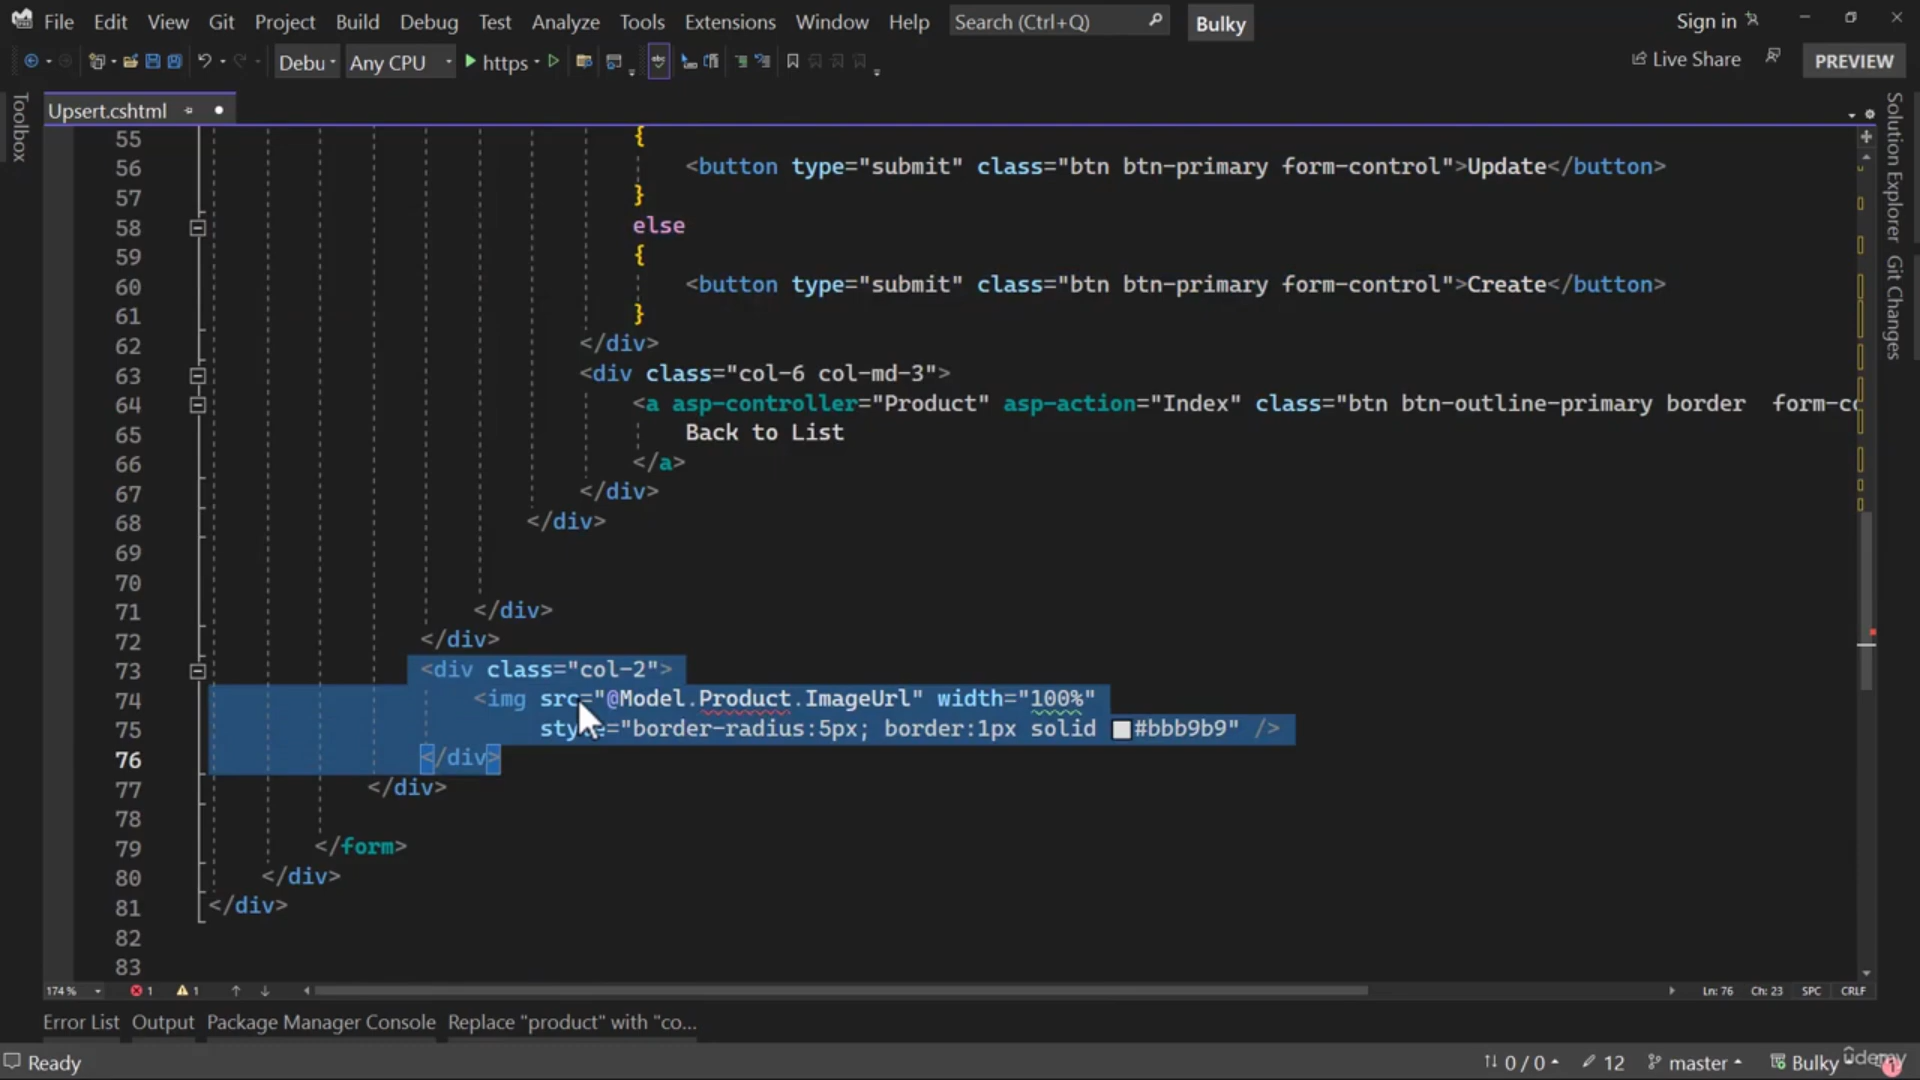 File Edit View Git Project Build Debug Test Analyze Tools Extensions Window Help Search (Ctrl+Q) Bulky Sign in
Debu Any CPU https Live Share PREVIEW
Toolbox
Upsert.cshtml
Solution Explorer
Git Changes
55 {
56 <button type="submit" class="btn btn-primary form-control">Update</button>
57 }
58 else
59 {
60 <button type="submit" class="btn btn-primary form-control">Create</button>
61 }
62 </div>
63 <div class="col-6 col-md-3">
64 <a asp-controller="Product" asp-action="Index" class="btn btn-outline-primary border form-c
65 Back to List
66 </a>
67 </div>
68 </div>
69
70
71 </div>
72 </div>
73 <div class="col-2">
74 <img src="@Model.Product.ImageUrl" width="100%"
75 style="border-radius:5px; border:1px solid #bbb9b9" />
76 </div>
77 </div>
78
79 </form>
80 </div>
81 </div>
82
83
174 % 1 1 Ln: 76 Ch: 23 SPC CRLF
Error List Output Package Manager Console Replace "product" with "co...
Ready 0 / 0 12 master Bulky 1
ûdemy